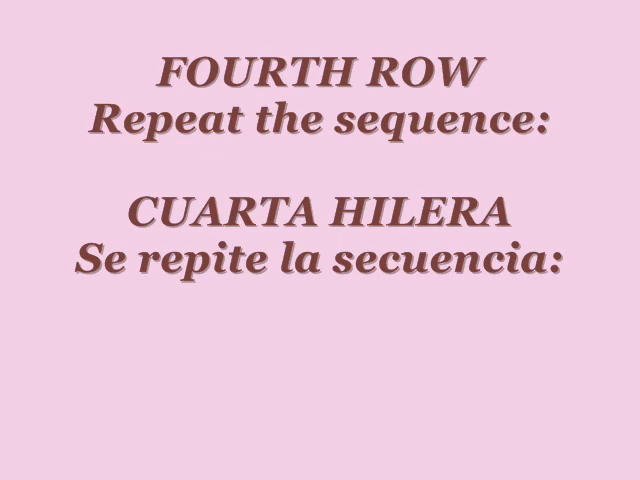 FOURTH ROW
Repeat the sequence:
CUARTA HILERA
Se repite la secuencia: